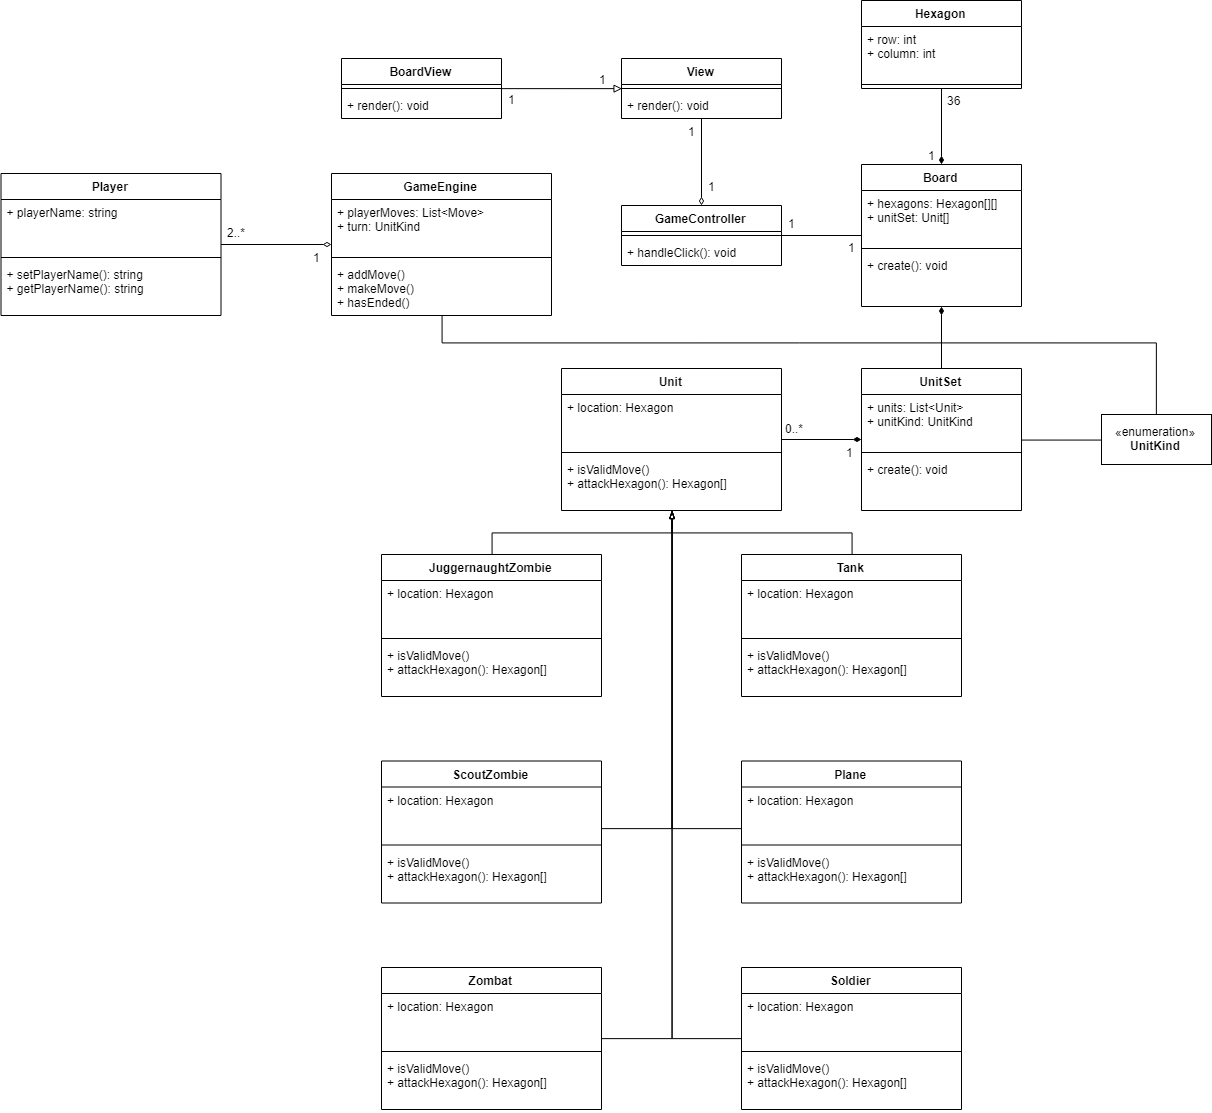 Hexagon
+ row: int
+ column: int
36
BoardView
+ render(): void
1
1
View
+ render(): void
1
1
Player
+ playerName: string
+ setPlayerName(): string
+ getPlayerName(): string
2..*
1
GameEngine
+ playerMoves: List<Move>
+ turn: UnitKind
+ addMove()
+ makeMove()
+ hasEnded()
GameController
+ handleClick(): void
1
1
1
Board
+ hexagons: Hexagon[][]
+ unitSet: Unit[]
+ create(): void
Unit
+ location: Hexagon
+ isValidMove()
+ attackHexagon(): Hexagon[]
0..*
1
UnitSet
+ units: List<Unit>
+ unitKind: UnitKind
+ create(): void
«enumeration»
UnitKind
JuggernaughtZombie
+ location: Hexagon
+ isValidMove()
+ attackHexagon(): Hexagon[]
Tank
+ location: Hexagon
+ isValidMove()
+ attackHexagon(): Hexagon[]
ScoutZombie
+ location: Hexagon
+ isValidMove()
+ attackHexagon(): Hexagon[]
Plane
+ location: Hexagon
+ isValidMove()
+ attackHexagon(): Hexagon[]
Zombat
+ location: Hexagon
+ isValidMove()
+ attackHexagon(): Hexagon[]
Soldier
+ location: Hexagon
+ isValidMove()
+ attackHexagon(): Hexagon[]